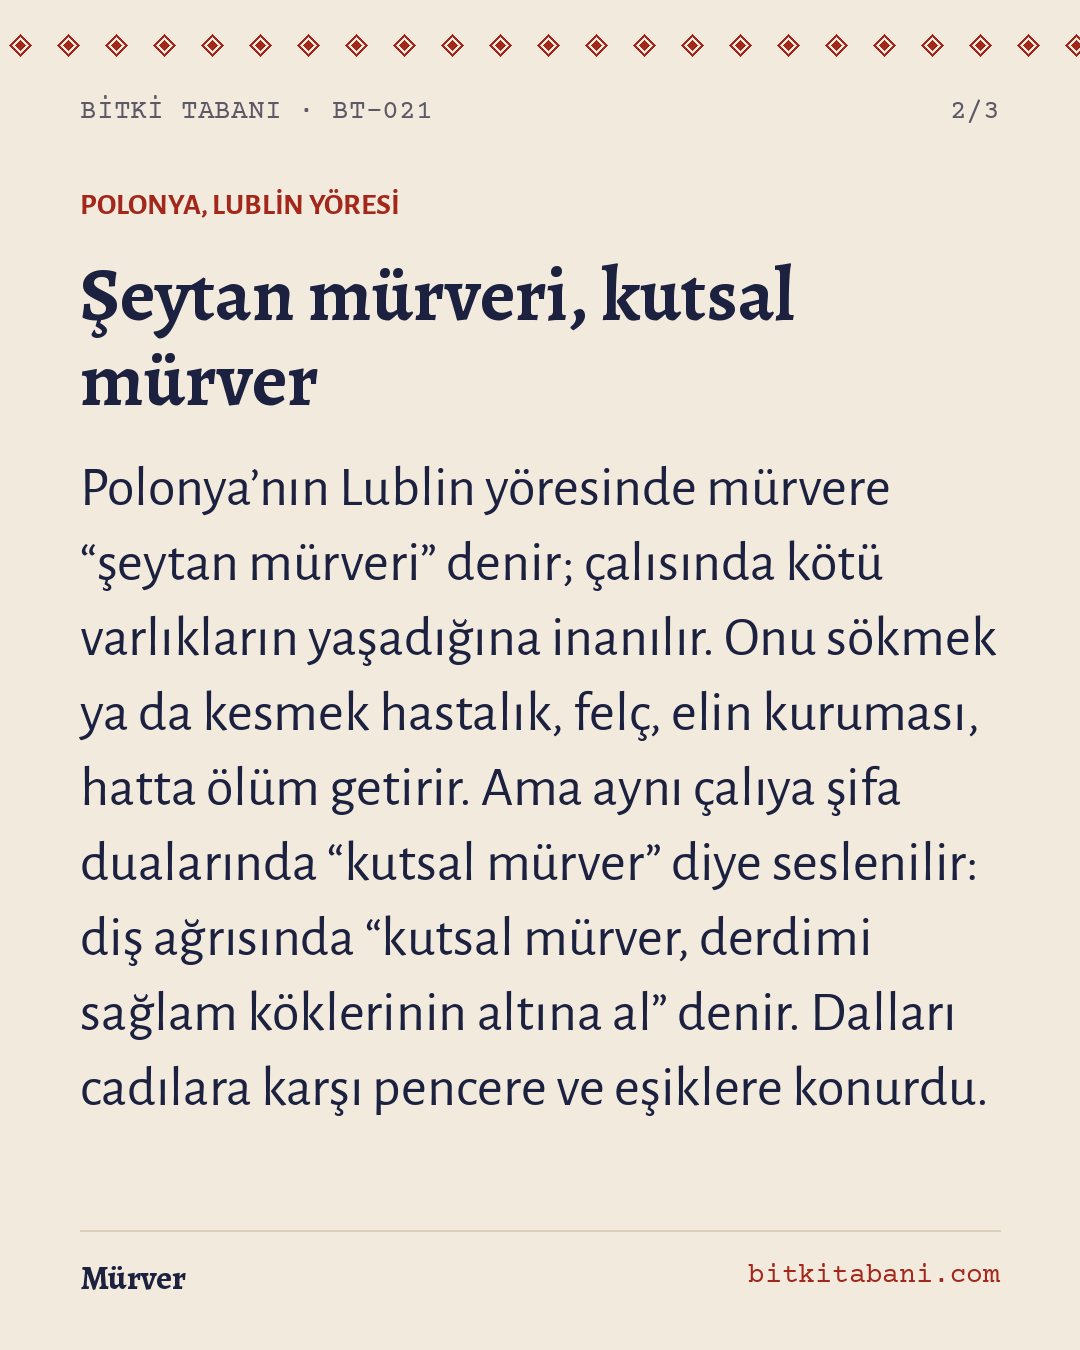 BİTKİ TABANI · BT-021
2/3
POLONYA, LUBLİN YÖRESİ
Şeytan mürveri, kutsal
mürver
Polonya’nın Lublin yöresinde mürvere
“şeytan mürveri” denir; çalısında kötü
varlıkların yaşadığına inanılır. Onu sökmek
ya da kesmek hastalık, felç, elin kuruması,
hatta ölüm getirir. Ama aynı çalıya şifa
dualarında “kutsal mürver” diye seslenilir:
diş ağrısında “kutsal mürver, derdimi
sağlam köklerinin altına al” denir. Dalları
cadılara karşı pencere ve eşiklere konurdu.
Mürver
bitkitabani.com